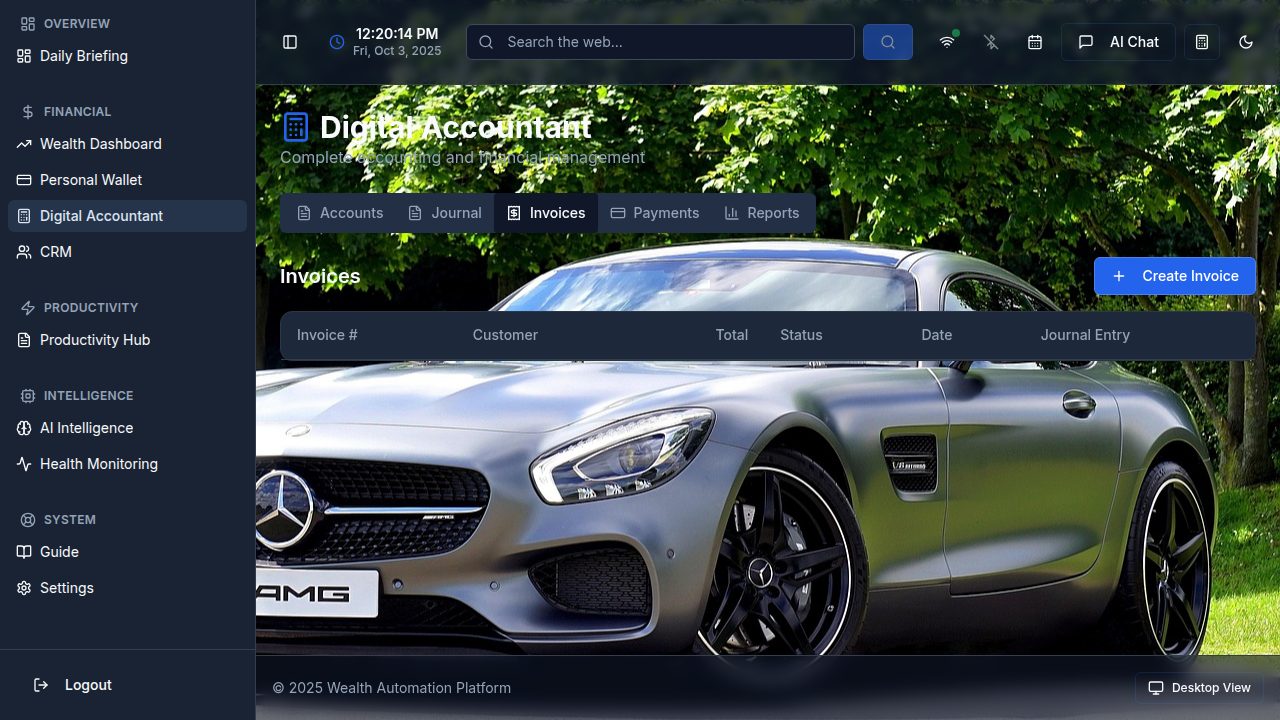 OVERVIEW
Daily Briefing
FINANCIAL
Wealth Dashboard
Personal Wallet
Digital Accountant
CRM
PRODUCTIVITY
Productivity Hub
INTELLIGENCE
AI Intelligence
Health Monitoring
SYSTEM
Guide
Settings
Logout
12:20:14 PM
Fri, Oct 3, 2025
Search the web...
AI Chat
Digital Accountant
Complete accounting and financial management
Accounts Journal Invoices Payments Reports
Invoices
Create Invoice
Invoice # Customer Total Status Date Journal Entry
AMG
© 2025 Wealth Automation Platform
Desktop View